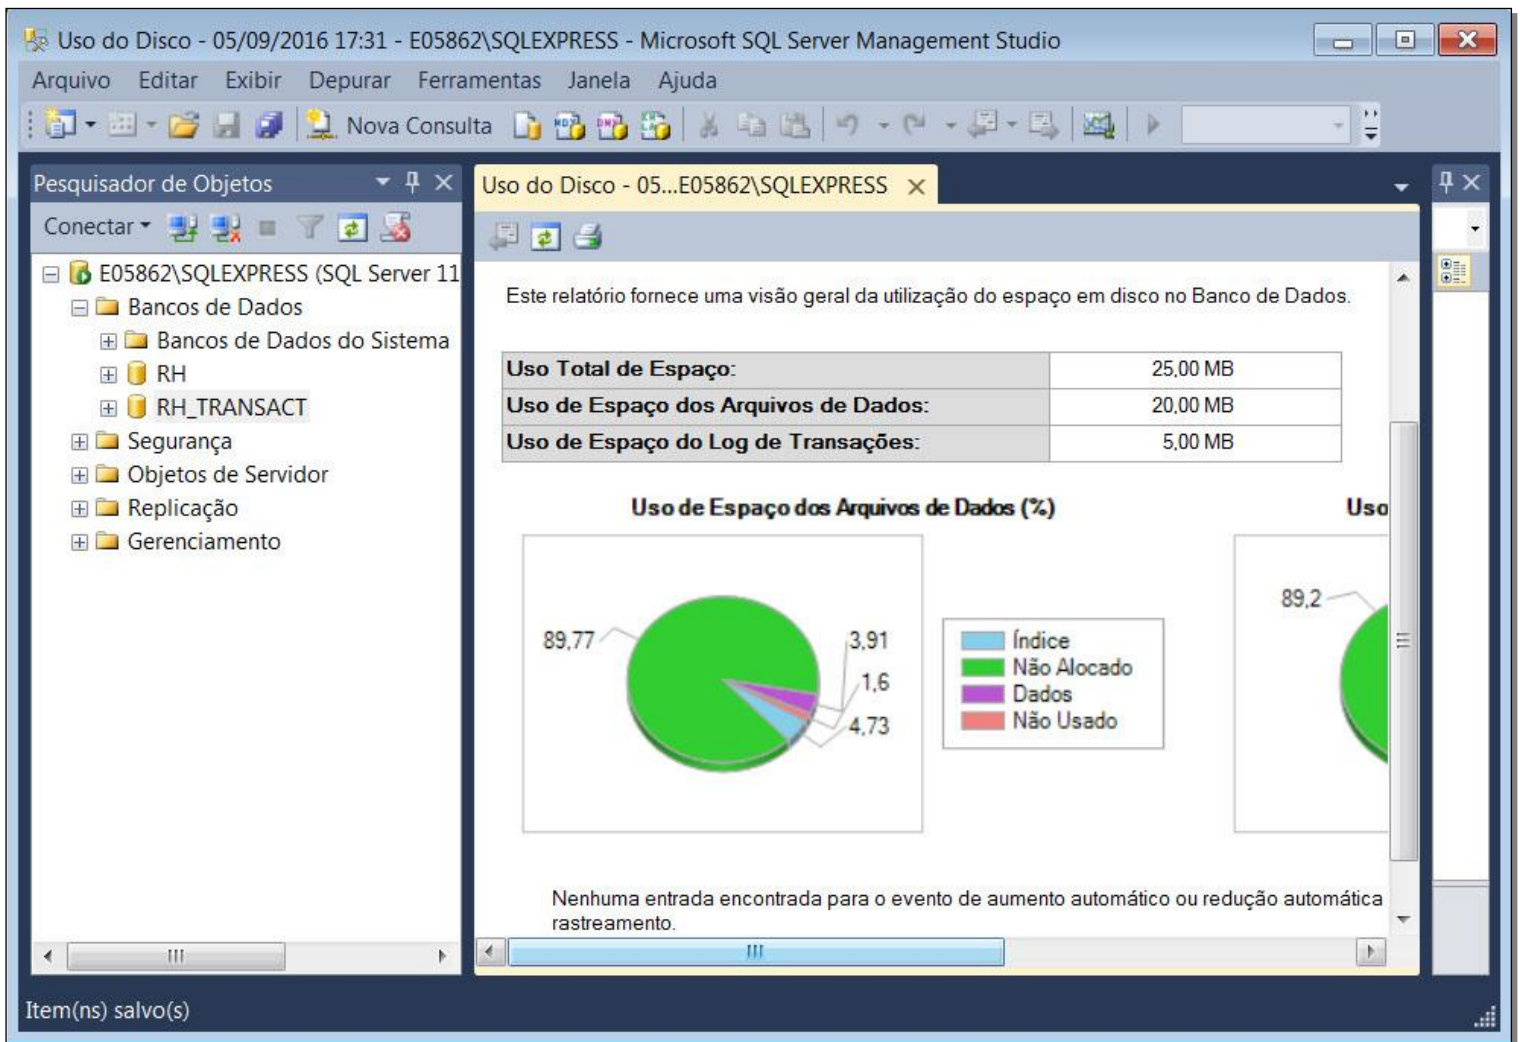 Uso do Disco - 05/09/2016 17:31 - E05862\SQLEXPRESS - Microsoft SQL Server Management Studio
Arquivo Editar Exibir Depurar Ferramentas Janela Ajuda
Nova Consulta
Pesquisador de Objetos
Conectar
E05862\SQLEXPRESS (SQL Server 11
Bancos de Dados
Bancos de Dados do Sistema
RH
RH_TRANSACT
Segurança
Objetos de Servidor
Replicação
Gerenciamento
Uso do Disco - 05...E05862\SQLEXPRESS
Este relatório fornece uma visão geral da utilização do espaço em disco no Banco de Dados.
Uso Total de Espaço: 25,00 MB
Uso de Espaço dos Arquivos de Dados: 20,00 MB
Uso de Espaço do Log de Transações: 5,00 MB
Uso de Espaço dos Arquivos de Dados (%)
89,77
3,91
1,6
4,73
Índice
Não Alocado
Dados
Não Usado
Uso
89,2
Nenhuma entrada encontrada para o evento de aumento automático ou redução automática
rastreamento.
Item(ns) salvo(s)